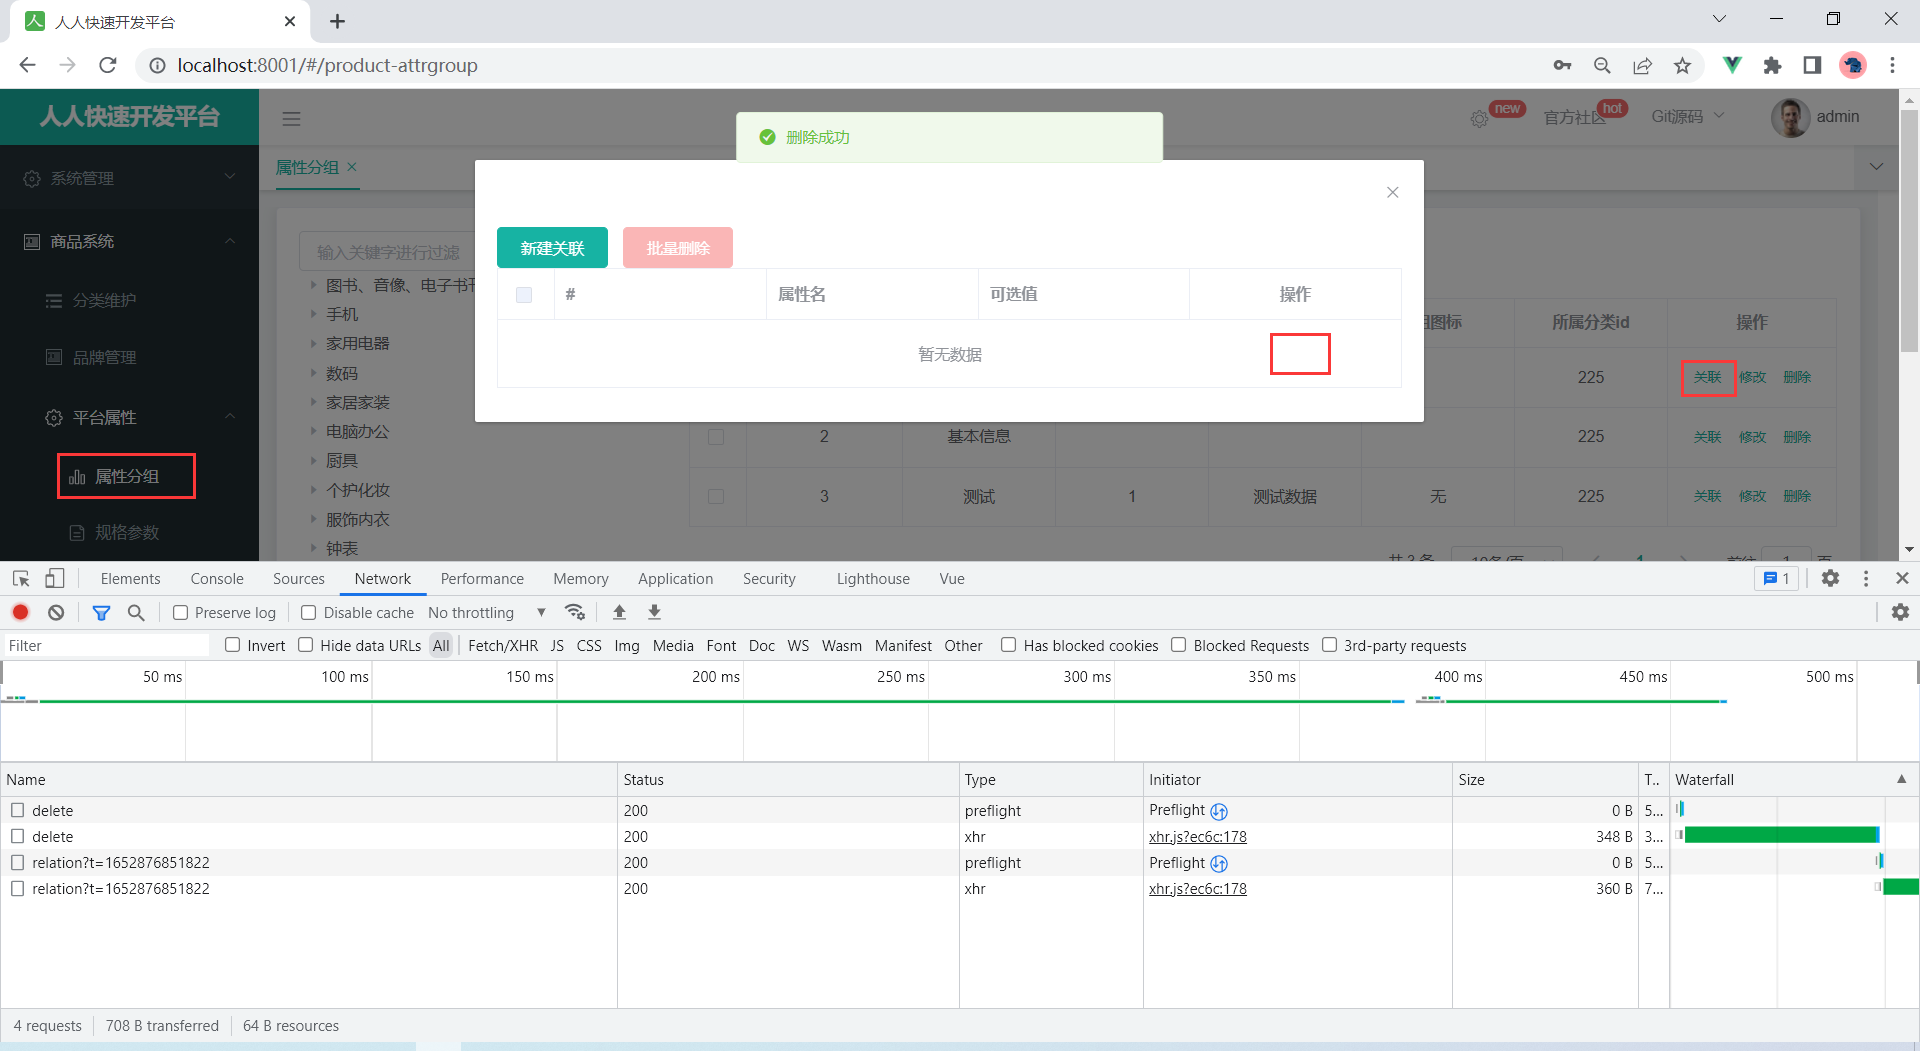 人人快速开发平台
localhost:8001/#/product-attrgroup
人人快速开发平台
new
官方社区
hot
Git源码
admin
删除成功
系统管理
属性分组
商品系统
输入关键字进行过滤
新建关联
批量删除
分类维护
图书、音像、电子书刊
#
属性名
可选值
操作
手机
组图标
所属分类id
操作
品牌管理
家用电器
暂无数据
数码
225
关联
修改
删除
家居家装
平台属性
电脑办公
2
基本信息
225
关联
修改
删除
厨具
属性分组
个护化妆
3
测试
1
测试数据
无
225
关联
修改
删除
服饰内衣
规格参数
钟表
共 3 条
10条/页
1
前往
1
页
Elements
Console
Sources
Network
Performance
Memory
Application
Security
Lighthouse
Vue
1
Preserve log
Disable cache
No throttling
Filter
Invert
Hide data URLs
All
Fetch/XHR
JS
CSS
Img
Media
Font
Doc
WS
Wasm
Manifest
Other
Has blocked cookies
Blocked Requests
3rd-party requests
50 ms
100 ms
150 ms
200 ms
250 ms
300 ms
350 ms
400 ms
450 ms
500 ms
Name
Status
Type
Initiator
Size
T..
Waterfall
delete
200
preflight
Preflight
0 B
5...
delete
200
xhr
xhr.js?ec6c:178
348 B
3...
relation?t=1652876851822
200
preflight
Preflight
0 B
5...
relation?t=1652876851822
200
xhr
xhr.js?ec6c:178
360 B
7...
4 requests
708 B transferred
64 B resources